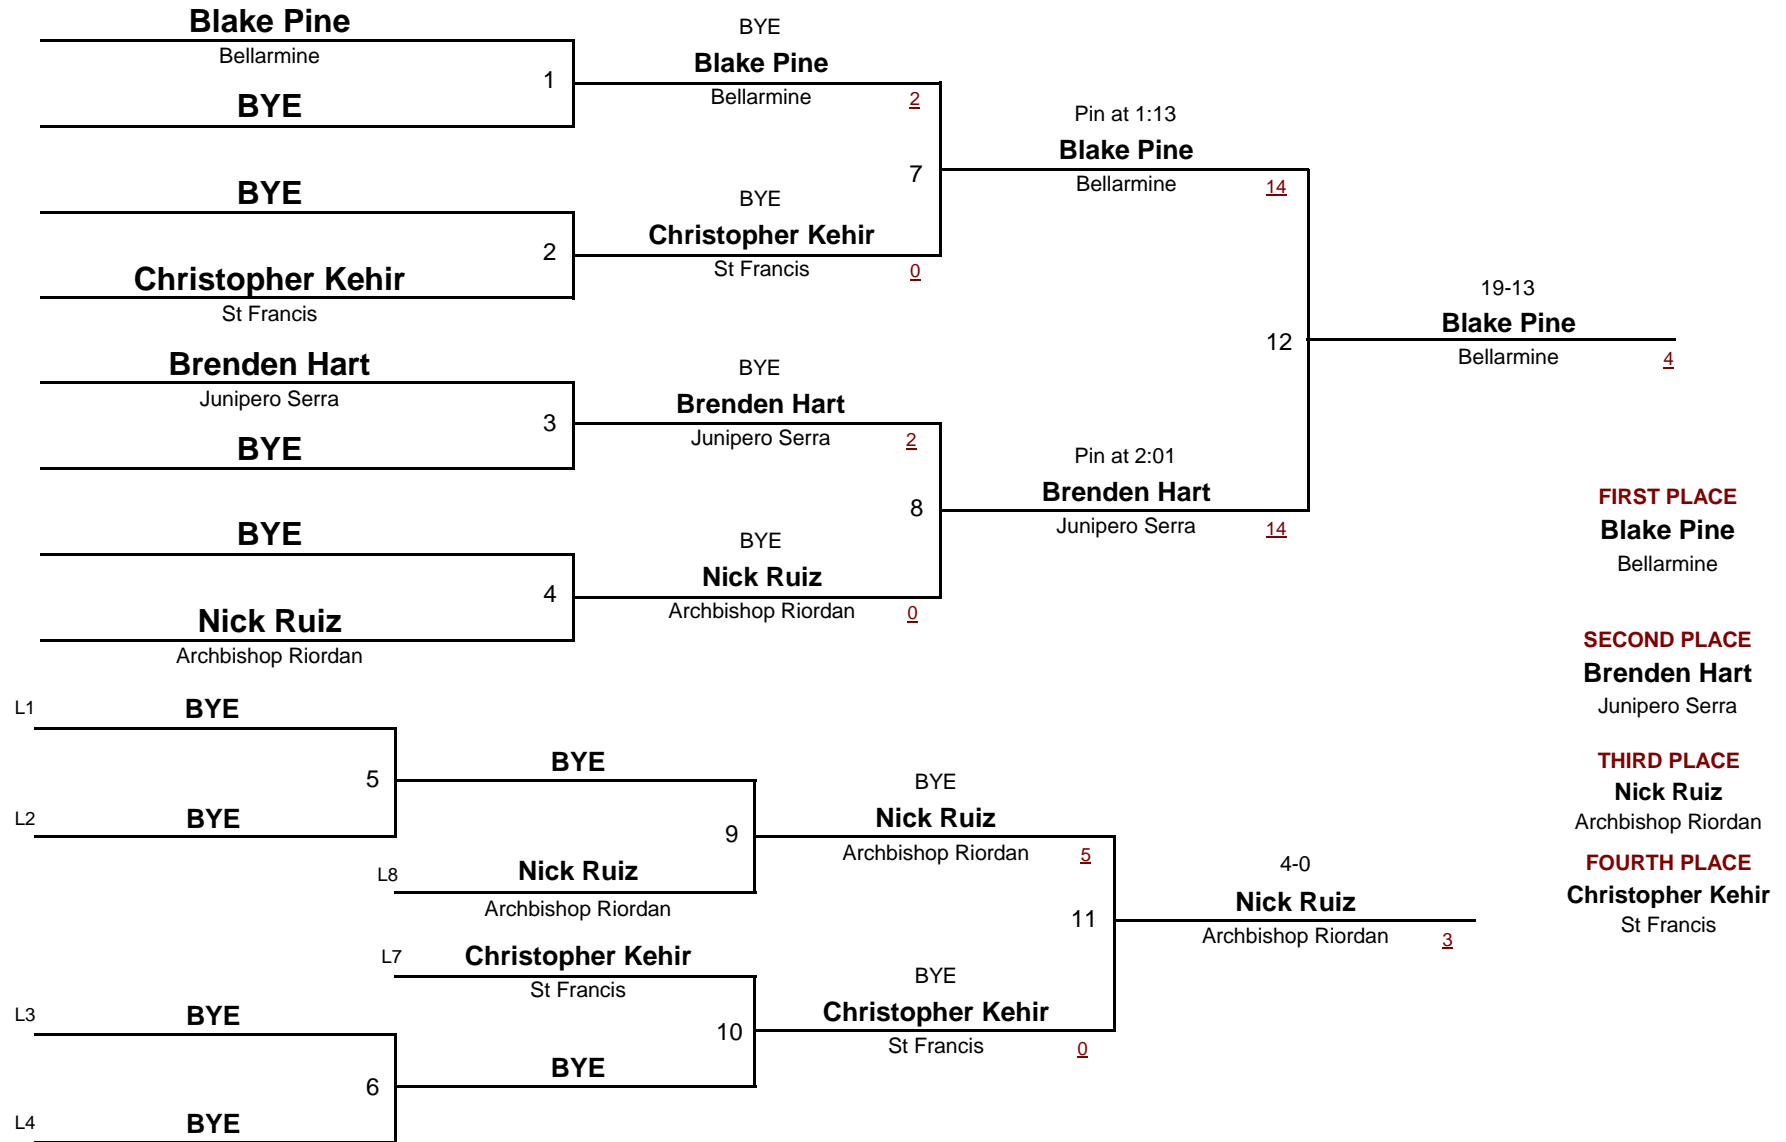 Blake Pine
Bellarmine
1
BYE
BYE
2
Christopher Kehir
St Francis
Brenden Hart
Junipero Serra
3
BYE
BYE
4
Nick Ruiz
Archbishop Riordan
BYE
Blake Pine
Bellarmine
2
7
BYE
Christopher Kehir
St Francis
0
BYE
Brenden Hart
Junipero Serra
2
8
BYE
Nick Ruiz
Archbishop Riordan
0
Pin at 1:13
Blake Pine
Bellarmine
14
12
Pin at 2:01
Brenden Hart
Junipero Serra
14
19-13
Blake Pine
Bellarmine
4
FIRST PLACE
Blake Pine
Bellarmine
SECOND PLACE
Brenden Hart
Junipero Serra
THIRD PLACE
Nick Ruiz
Archbishop Riordan
FOURTH PLACE
Christopher Kehir
St Francis
L1
BYE
5
L2
BYE
BYE
9
L8
Nick Ruiz
Archbishop Riordan
L7
Christopher Kehir
St Francis
10
BYE
L3
BYE
6
L4
BYE
BYE
Nick Ruiz
Archbishop Riordan
5
11
BYE
Christopher Kehir
St Francis
0
4-0
Nick Ruiz
Archbishop Riordan
3